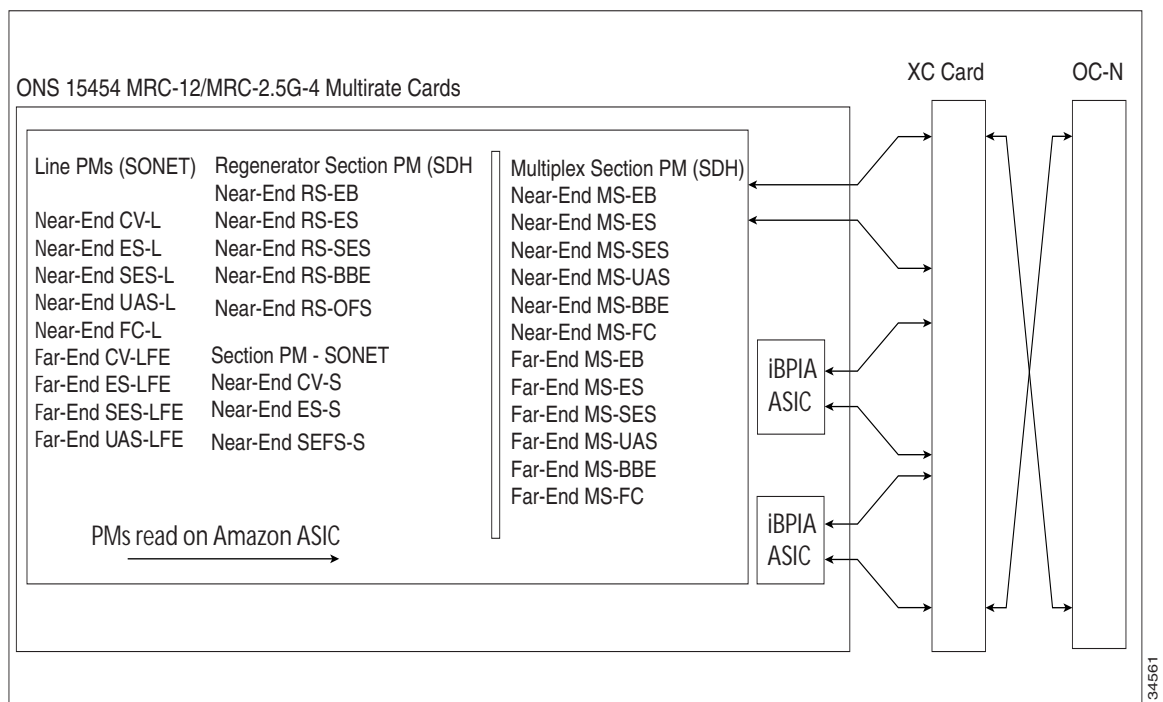 XC Card
OC-N
ONS 15454 MRC-12/MRC-2.5G-4 Multirate Cards
Line PMs (SONET)
Near-End CV-L
Near-End ES-L
Near-End SES-L
Near-End UAS-L
Near-End FC-L
Far-End CV-LFE
Far-End ES-LFE
Far-End SES-LFE
Far-End UAS-LFE
Regenerator Section PM (SDH
Near-End RS-EB
Near-End RS-ES
Near-End RS-SES
Near-End RS-BBE
Near-End RS-OFS
Section PM - SONET
Near-End CV-S
Near-End ES-S
Near-End SEFS-S
Multiplex Section PM (SDH)
Near-End MS-EB
Near-End MS-ES
Near-End MS-SES
Near-End MS-UAS
Near-End MS-BBE
Near-End MS-FC
Far-End MS-EB
Far-End MS-ES
Far-End MS-SES
Far-End MS-UAS
Far-End MS-BBE
Far-End MS-FC
PMs read on Amazon ASIC
iBPIA
ASIC
iBPIA
ASIC
34561